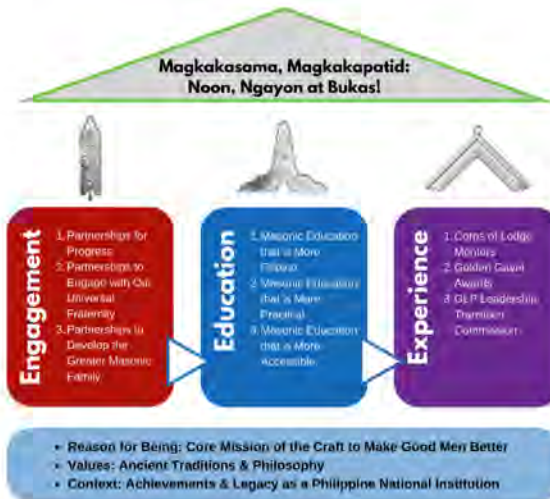 Magkakasama, Magkakapatid:
Noon, Ngayon at Bukas!
Engagement
1. Partnerships for
Progress
2. Partnerships to
Engage with Our
Universal
Fraternity
3. Partnerships to
Develop the
Greater Masonic
Family
Education
1. Masonic Education
that is More
Filipino
2. Masonic Education
that is More
Practical
3. Masonic Education
that is More
Accessible
Experience
1. Corps of Lodge
Mentors
2. Golden Gavel
Awards
3. GLP Leadership
Transition
Commission
• Reason for Being: Core Mission of the Craft to Make Good Men Better
• Values: Ancient Traditions & Philosophy
• Context: Achievements & Legacy as a Philippine National Institution